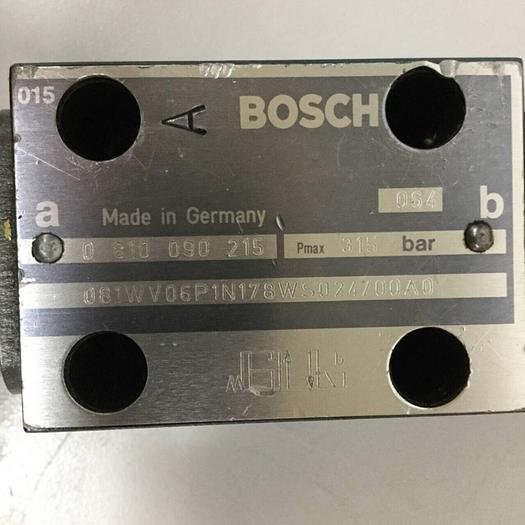 015
A
BOSCH
064
a
b
Made in Germany
0 810 090 215 Pmax 315 bar
081WV06P1N178WS024/00A0
W